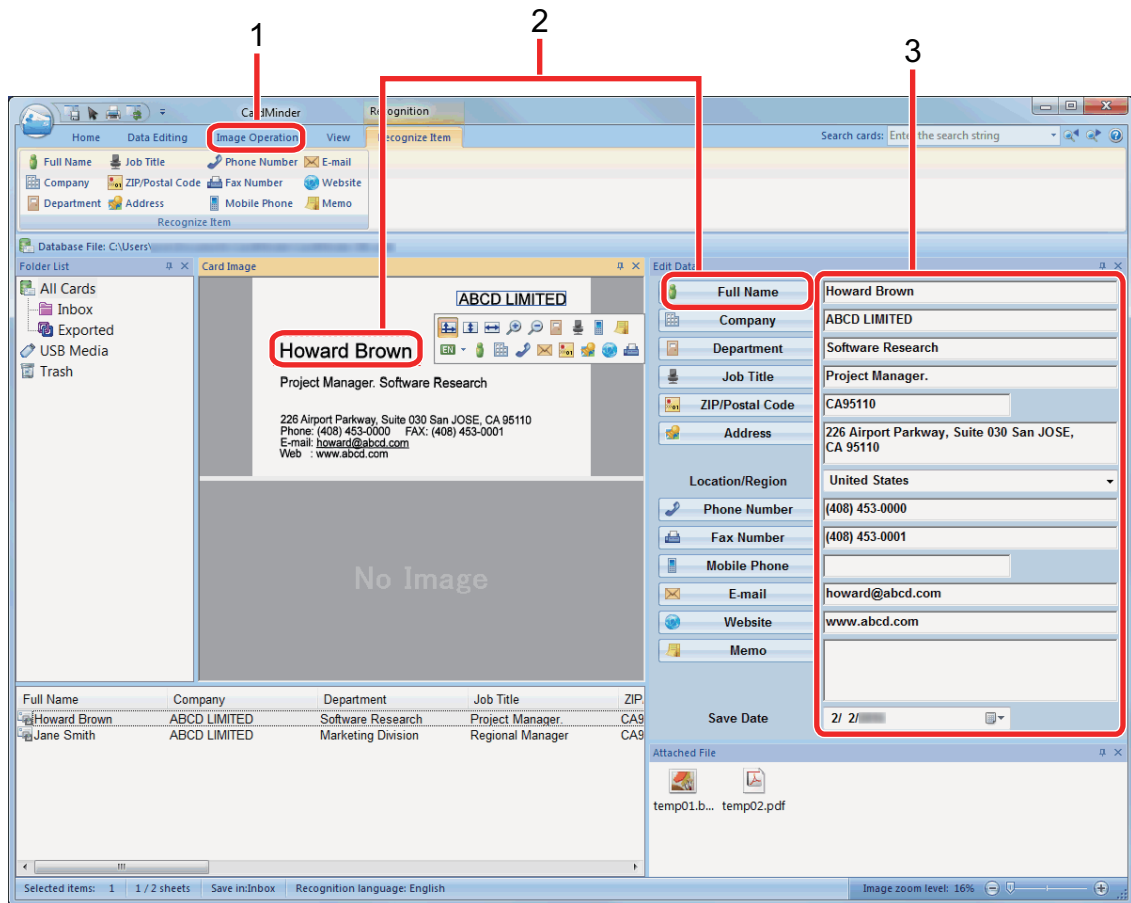 1
2
3
CardMinder
Recognition
Home Data Editing Image Operation View Recognize Item
Search cards: Enter the search string
Full Name Job Title Phone Number E-mail
Company ZIP/Postal Code Fax Number Website
Department Address Mobile Phone Memo
Recognize Item
Database File: C:\Users\
Folder List
All Cards
Inbox
Exported
USB Media
Trash
Card Image
ABCD LIMITED
EN
Howard Brown
Project Manager. Software Research
226 Airport Parkway, Suite 030 San JOSE, CA 95110
Phone: (408) 453-0000 FAX: (408) 453-0001
E-mail: howard@abcd.com
Web : www.abcd.com
No Image
Edit Data
Full Name Howard Brown
Company ABCD LIMITED
Department Software Research
Job Title Project Manager.
ZIP/Postal Code CA95110
Address 226 Airport Parkway, Suite 030 San JOSE,
CA 95110
Location/Region United States
Phone Number (408) 453-0000
Fax Number (408) 453-0001
Mobile Phone
E-mail howard@abcd.com
Website www.abcd.com
Memo
Save Date 2/ 2/
Full Name Company Department Job Title ZIP
Howard Brown ABCD LIMITED Software Research Project Manager. CA9
Jane Smith ABCD LIMITED Marketing Division Regional Manager CA9
Attached File
temp01.b... temp02.pdf
Selected items: 1 1 / 2 sheets Save in:Inbox Recognition language: English Image zoom level: 16%